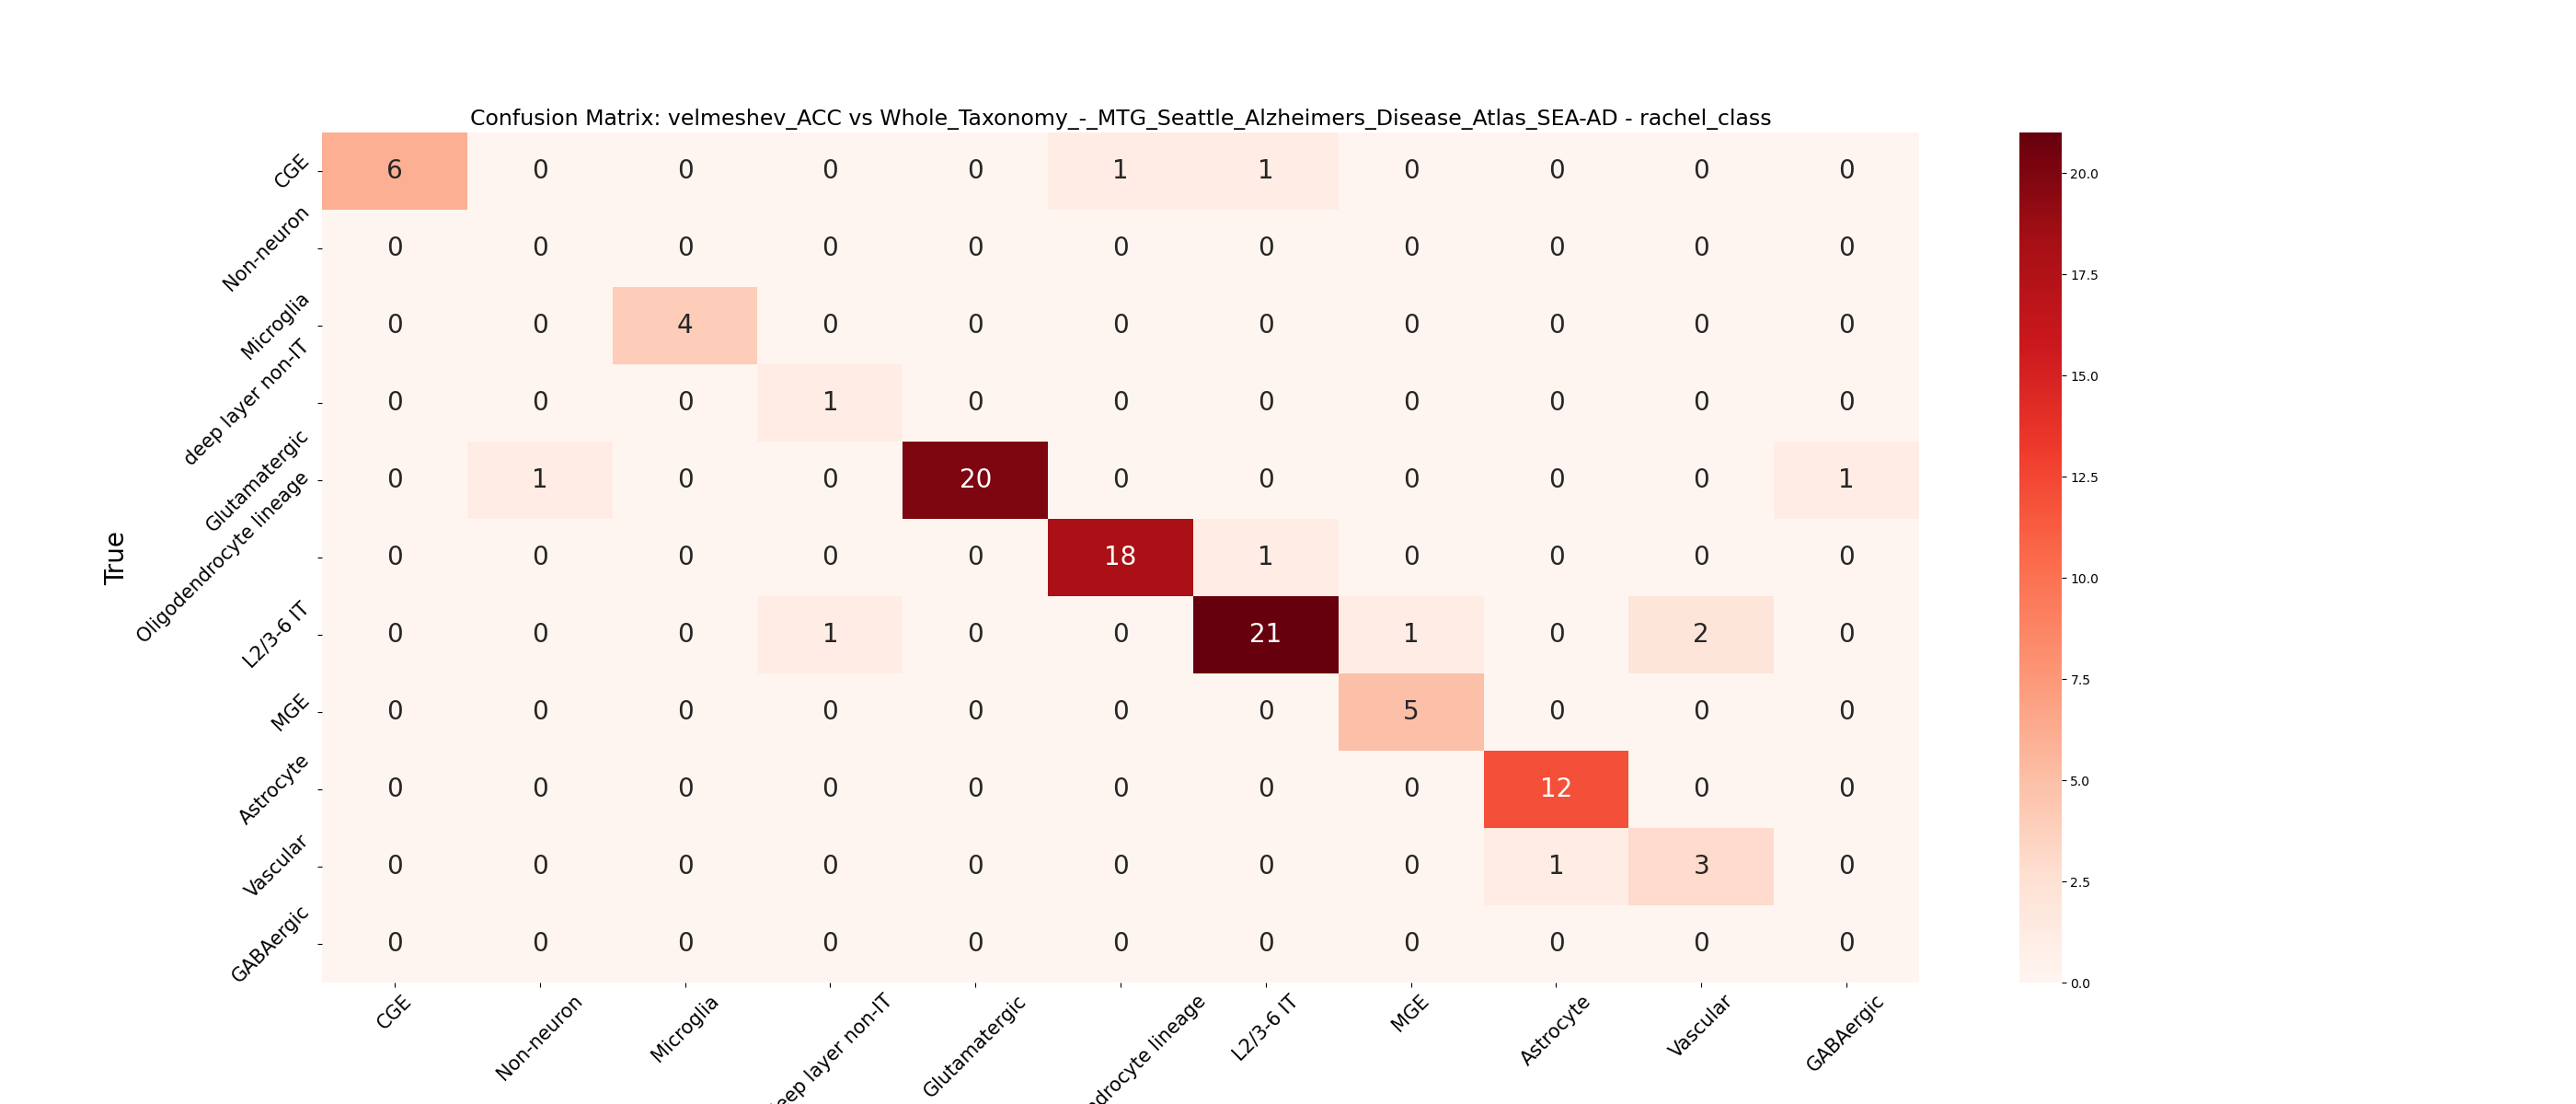 Confusion Matrix: velmeshev_ACC vs Whole_Taxonomy_-_MTG_Seattle_Alzheimers_Disease_Atlas_SEA-AD - rachel_class
True
CGE 6 0 0 0 0 1 1 0 0 0 0
Non-neuron 0 0 0 0 0 0 0 0 0 0 0
Microglia 0 0 4 0 0 0 0 0 0 0 0
deep layer non-IT 0 0 0 1 0 0 0 0 0 0 0
Glutamatergic 0 1 0 0 20 0 0 0 0 0 1
Oligodendrocyte lineage 0 0 0 0 0 18 1 0 0 0 0
L2/3-6 IT 0 0 0 1 0 0 21 1 0 2 0
MGE 0 0 0 0 0 0 0 5 0 0 0
Astrocyte 0 0 0 0 0 0 0 0 12 0 0
Vascular 0 0 0 0 0 0 0 0 1 3 0
GABAergic 0 0 0 0 0 0 0 0 0 0 0
CGE Non-neuron Microglia layer non-IT Glutamatergic lineage L2/3-6 IT MGE Astrocyte Vascular GABAergic
20.0
17.5
15.0
12.5
10.0
7.5
5.0
2.5
0.0